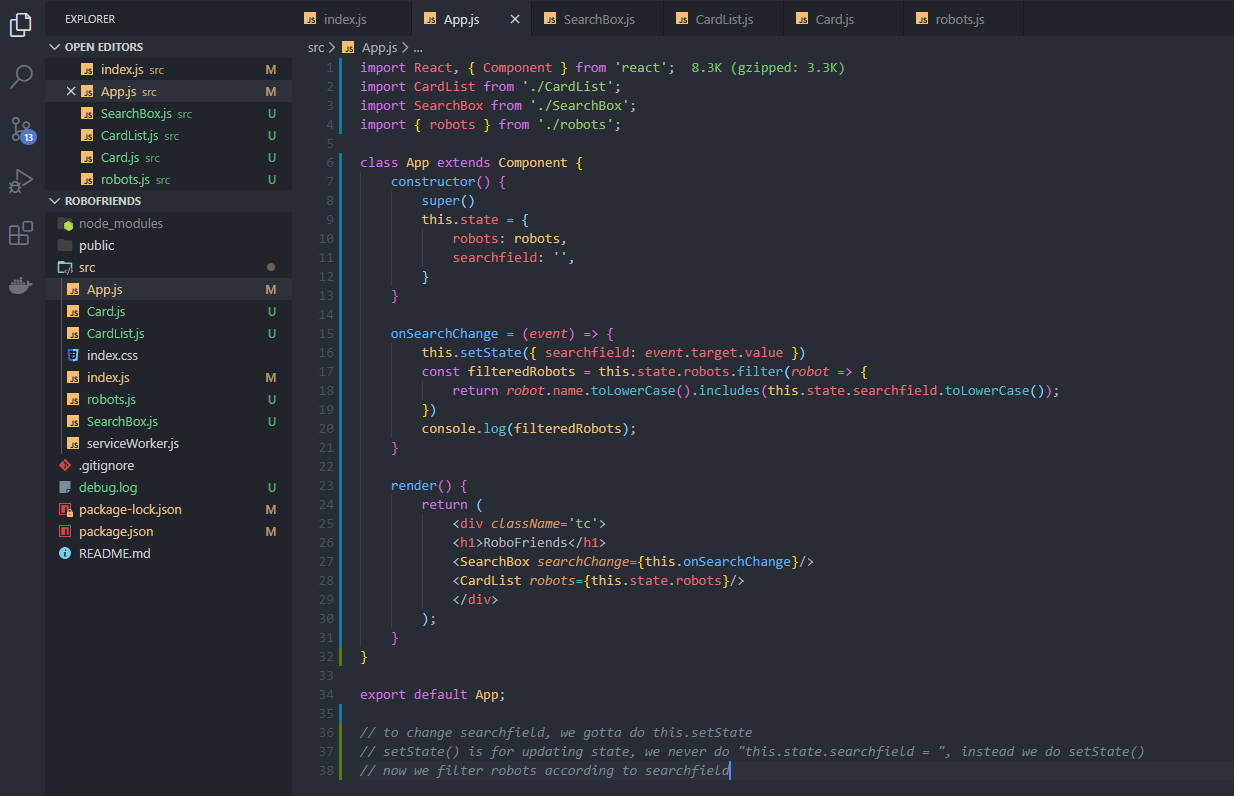 EXPLORER
OPEN EDITORS
index.js src M
App.js src M
SearchBox.js src U
CardList.js src U
Card.js src U
robots.js src U
ROBOFRIENDS
node_modules
public
src
App.js M
Card.js U
CardList.js U
index.css
index.js M
robots.js U
SearchBox.js U
serviceWorker.js
.gitignore
debug.log U
package-lock.json M
package.json M
README.md
13
index.js App.js SearchBox.js CardList.js Card.js robots.js
src > App.js > ...
1 import React, { Component } from 'react'; 8.3K (gzipped: 3.3K)
2 import CardList from './CardList';
3 import SearchBox from './SearchBox';
4 import { robots } from './robots';
5
6 class App extends Component {
7 constructor() {
8 super()
9 this.state = {
10 robots: robots,
11 searchfield: '',
12 }
13 }
14
15 onSearchChange = (event) => {
16 this.setState({ searchfield: event.target.value })
17 const filteredRobots = this.state.robots.filter(robot => {
18 return robot.name.toLowerCase().includes(this.state.searchfield.toLowerCase());
19 })
20 console.log(filteredRobots);
21 }
22
23 render() {
24 return (
25 <div className='tc'>
26 <h1>RoboFriends</h1>
27 <SearchBox searchChange={this.onSearchChange}/>
28 <CardList robots={this.state.robots}/>
29 </div>
30 );
31 }
32 }
33
34 export default App;
35
36 // to change searchfield, we gotta do this.setState
37 // setState() is for updating state, we never do "this.state.searchfield = ", instead we do setState()
38 // now we filter robots according to searchfield